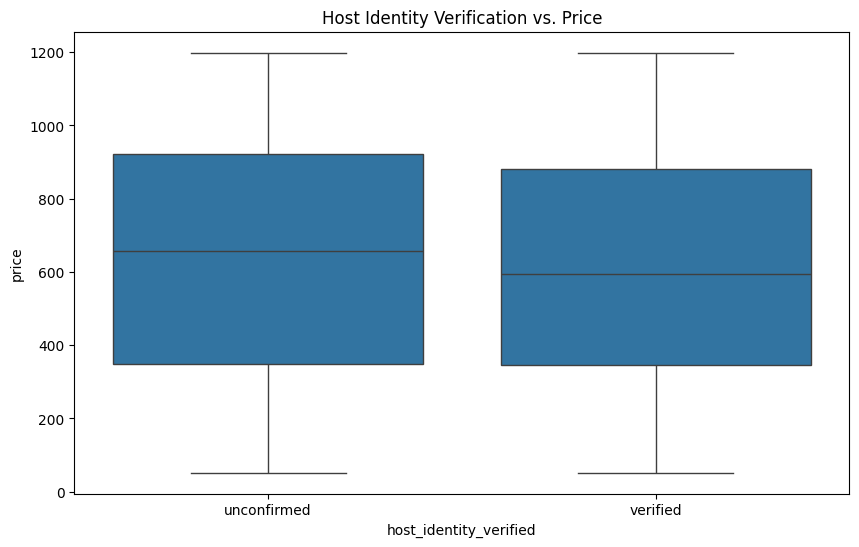 Host Identity Verification vs. Price
1200
1000
800
600
400
200
0
price
unconfirmed
verified
host_identity_verified